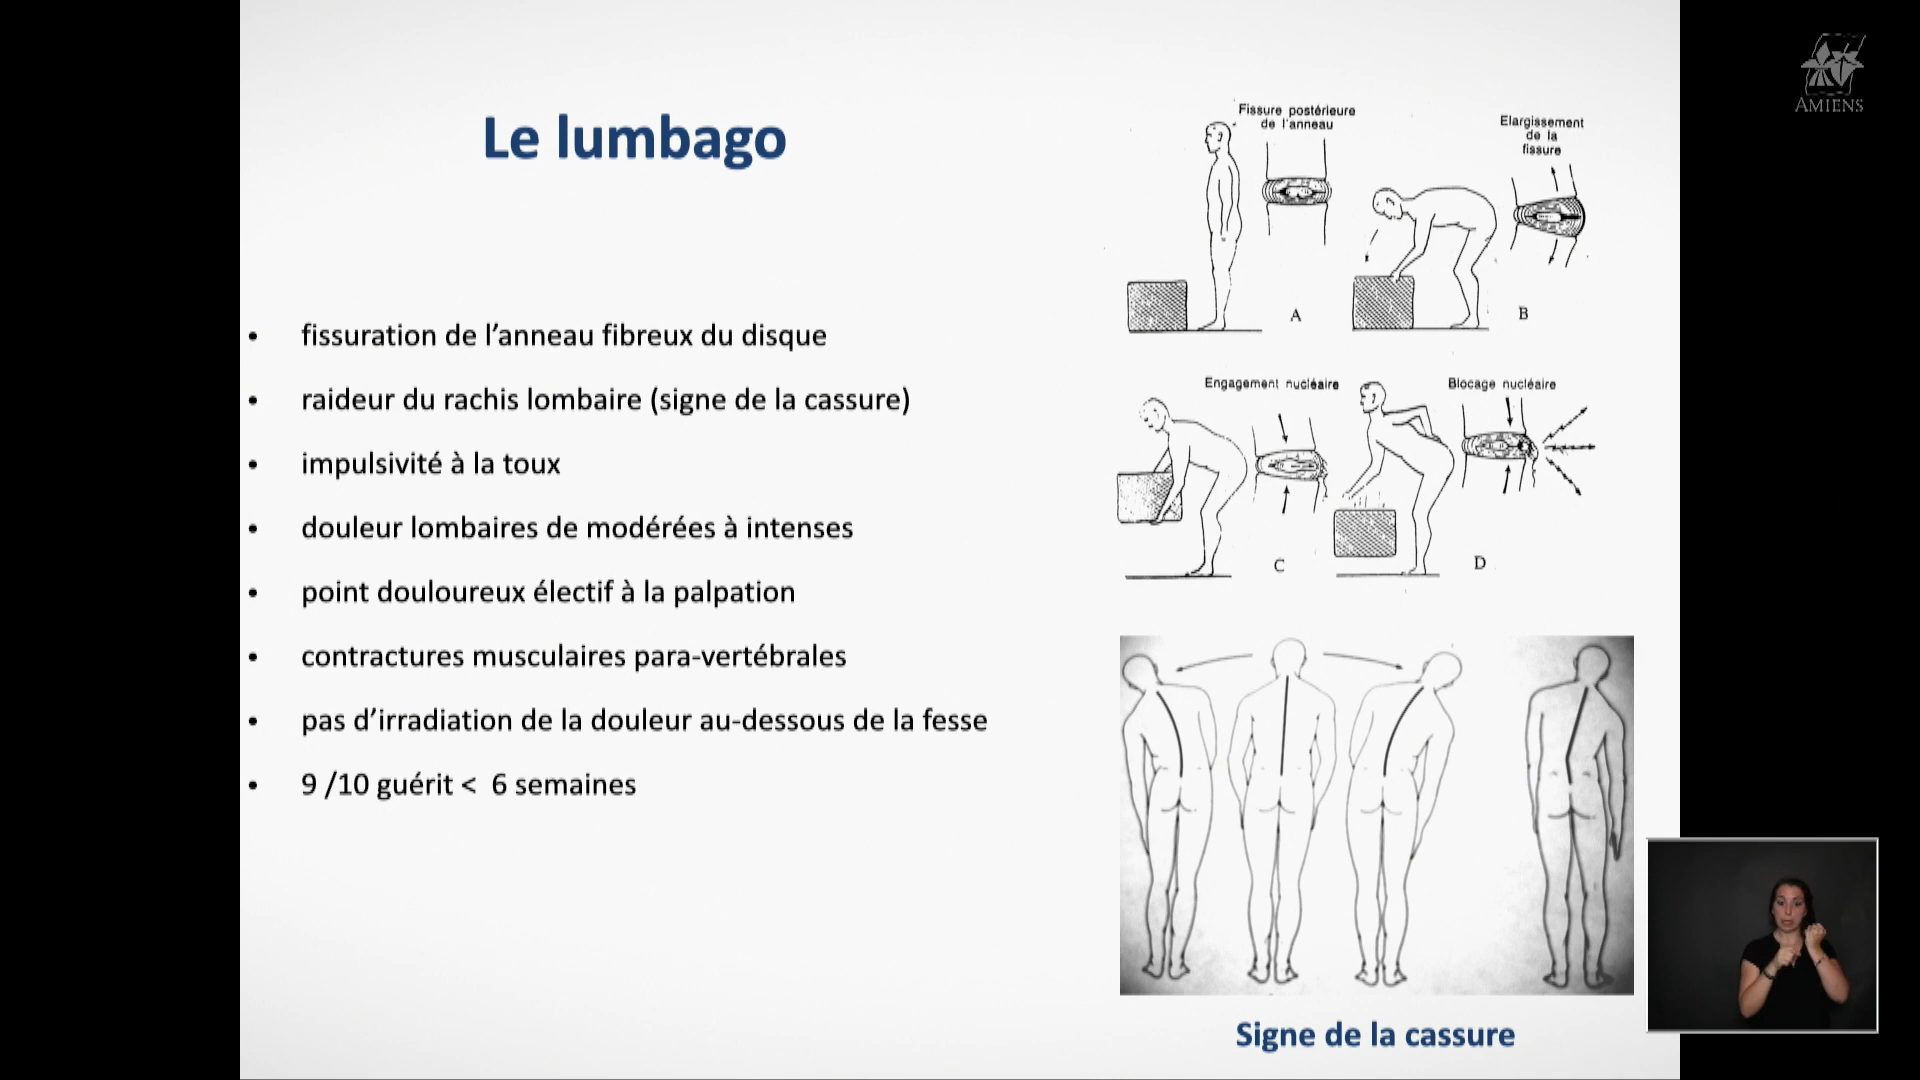 Le lumbago
• fissuration de l’anneau fibreux du disque
• raideur du rachis lombaire (signe de la cassure)
• impulsivité à la toux
• douleur lombaires de modérées à intenses
• point douloureux électif à la palpation
• contractures musculaires para-vertébrales
• pas d’irradiation de la douleur au-dessous de la fesse
• 9 /10 guérit < 6 semaines
Fissure postérieure
de l’anneau
A
Elargissement
de la
fissure
B
Engagement nucléaire
C
Blocage nucléaire
D
Signe de la cassure
AMIENS